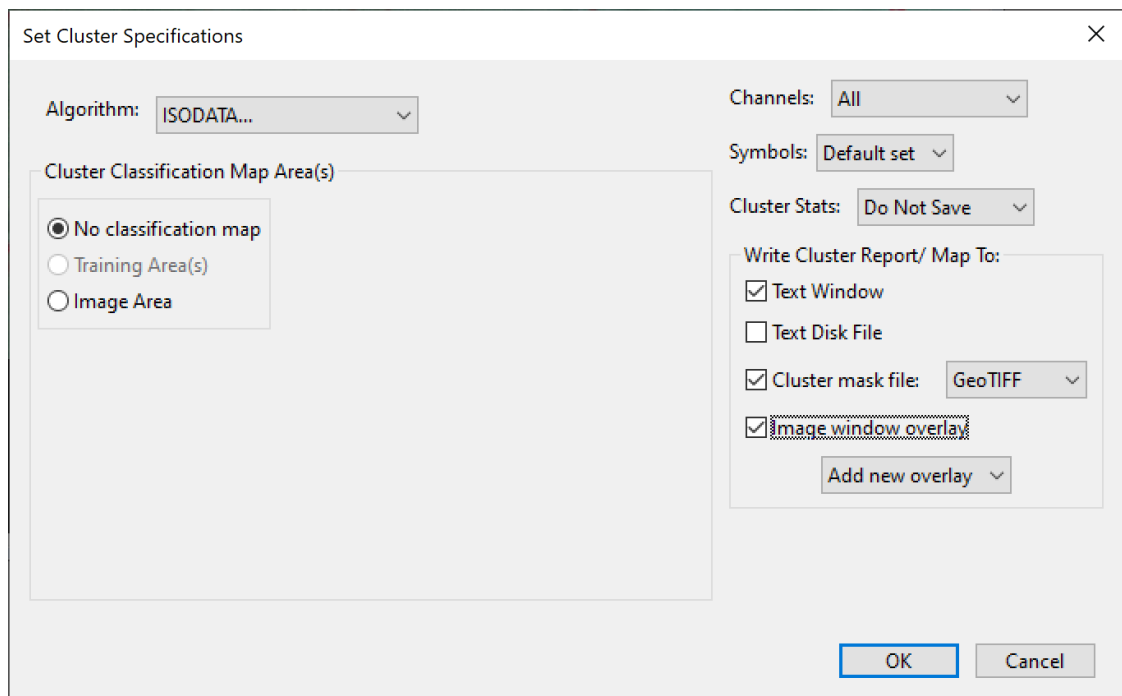 Set Cluster Specifications
Algorithm: ISODATA...
Cluster Classification Map Area(s)
No classification map
Training Area(s)
Image Area
Channels: All
Symbols: Default set
Cluster Stats: Do Not Save
Write Cluster Report/ Map To:
Text Window
Text Disk File
Cluster mask file: GeoTIFF
Image window overlay
Add new overlay
OK Cancel